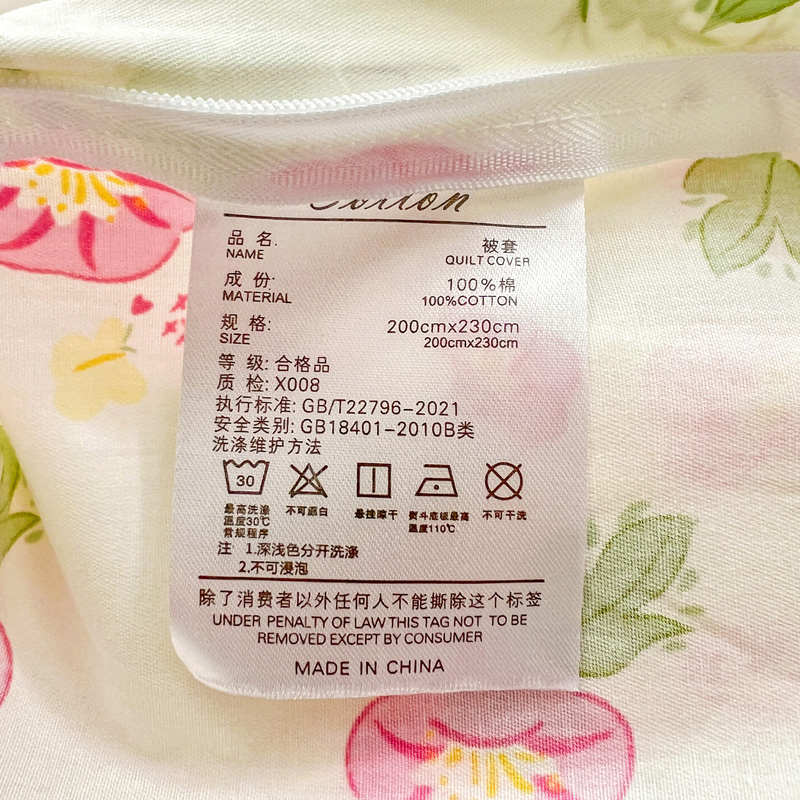 Cotton
品 名:
被套
NAME
QUILT COVER
成 份:
100%棉
MATERIAL
100%COTTON
规 格:
200cmx230cm
SIZE
200cmx230cm
等 级: 合格品
质 检: X008
执行标准: GB/T22796-2021
安全类别: GB18401-2010B类
洗涤维护方法
30
最高洗涤
温度30℃
常规程序
不可漂白
悬挂晾干
熨斗底板最高
温度110℃
不可干洗
注 1.深浅色分开洗涤
2.不可浸泡
除了消费者以外任何人不能撕除这个标签
UNDER PENALTY OF LAW THIS TAG NOT TO BE
REMOVED EXCEPT BY CONSUMER
MADE IN CHINA